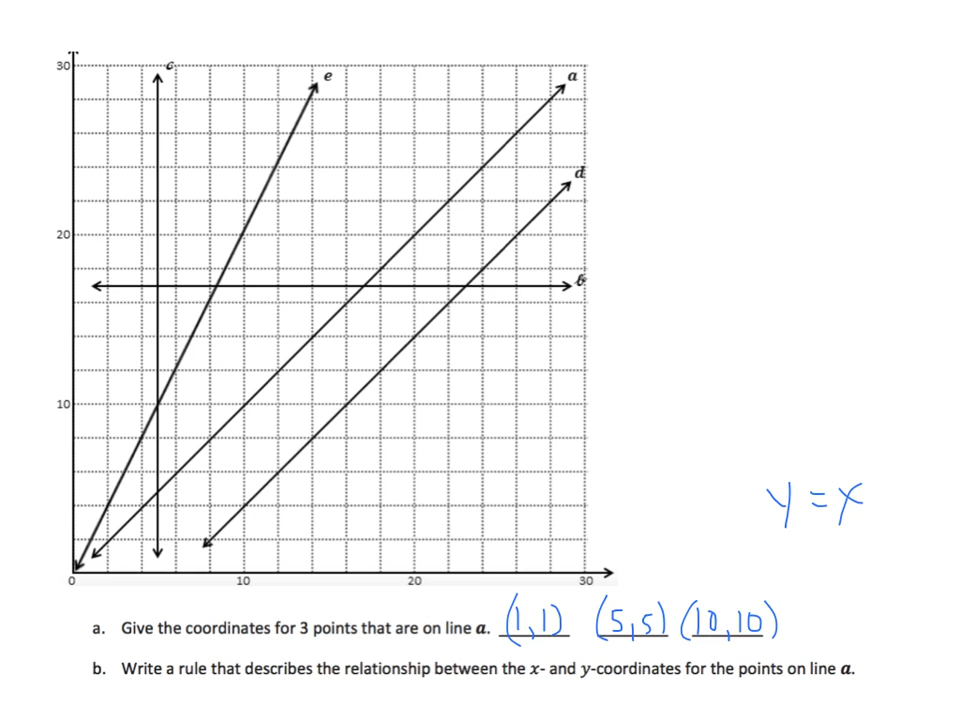 30 c e a
d
20
b
10
y = x
0 10 20 30
a. Give the coordinates for 3 points that are on line a. (1,1) (5,5) (10,10)
b. Write a rule that describes the relationship between the x- and y-coordinates for the points on line a.